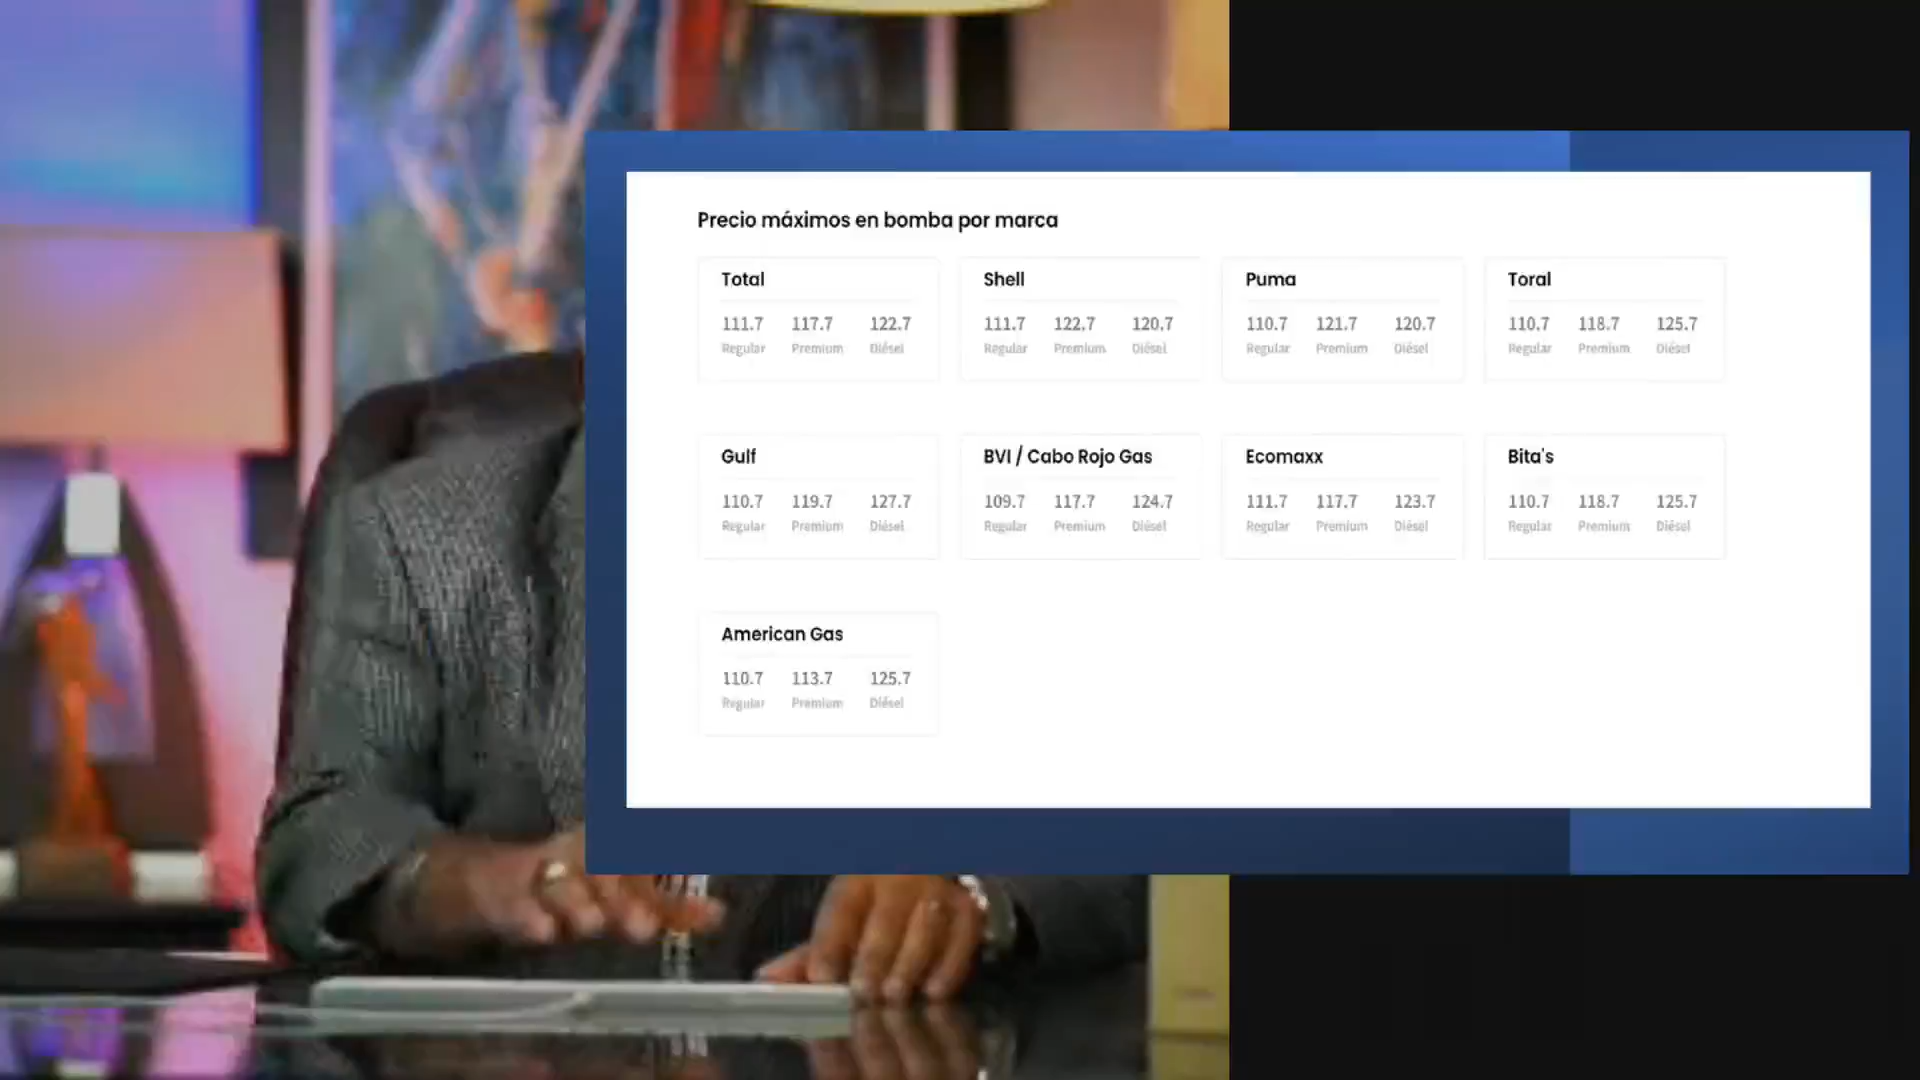 Precio máximos en bomba por marca
Total
111.7 117.7 122.7
Regular Premium Diésel
Shell
111.7 122.7 120.7
Regular Premium Diésel
Puma
110.7 121.7 120.7
Regular Premium Diésel
Toral
110.7 118.7 125.7
Regular Premium Diésel
Gulf
110.7 119.7 127.7
Regular Premium Diésel
BVI / Cabo Rojo Gas
109.7 117.7 124.7
Regular Premium Diésel
Ecomaxx
111.7 117.7 123.7
Regular Premium Diésel
Bita's
110.7 118.7 125.7
Regular Premium Diésel
American Gas
110.7 113.7 125.7
Regular Premium Diésel